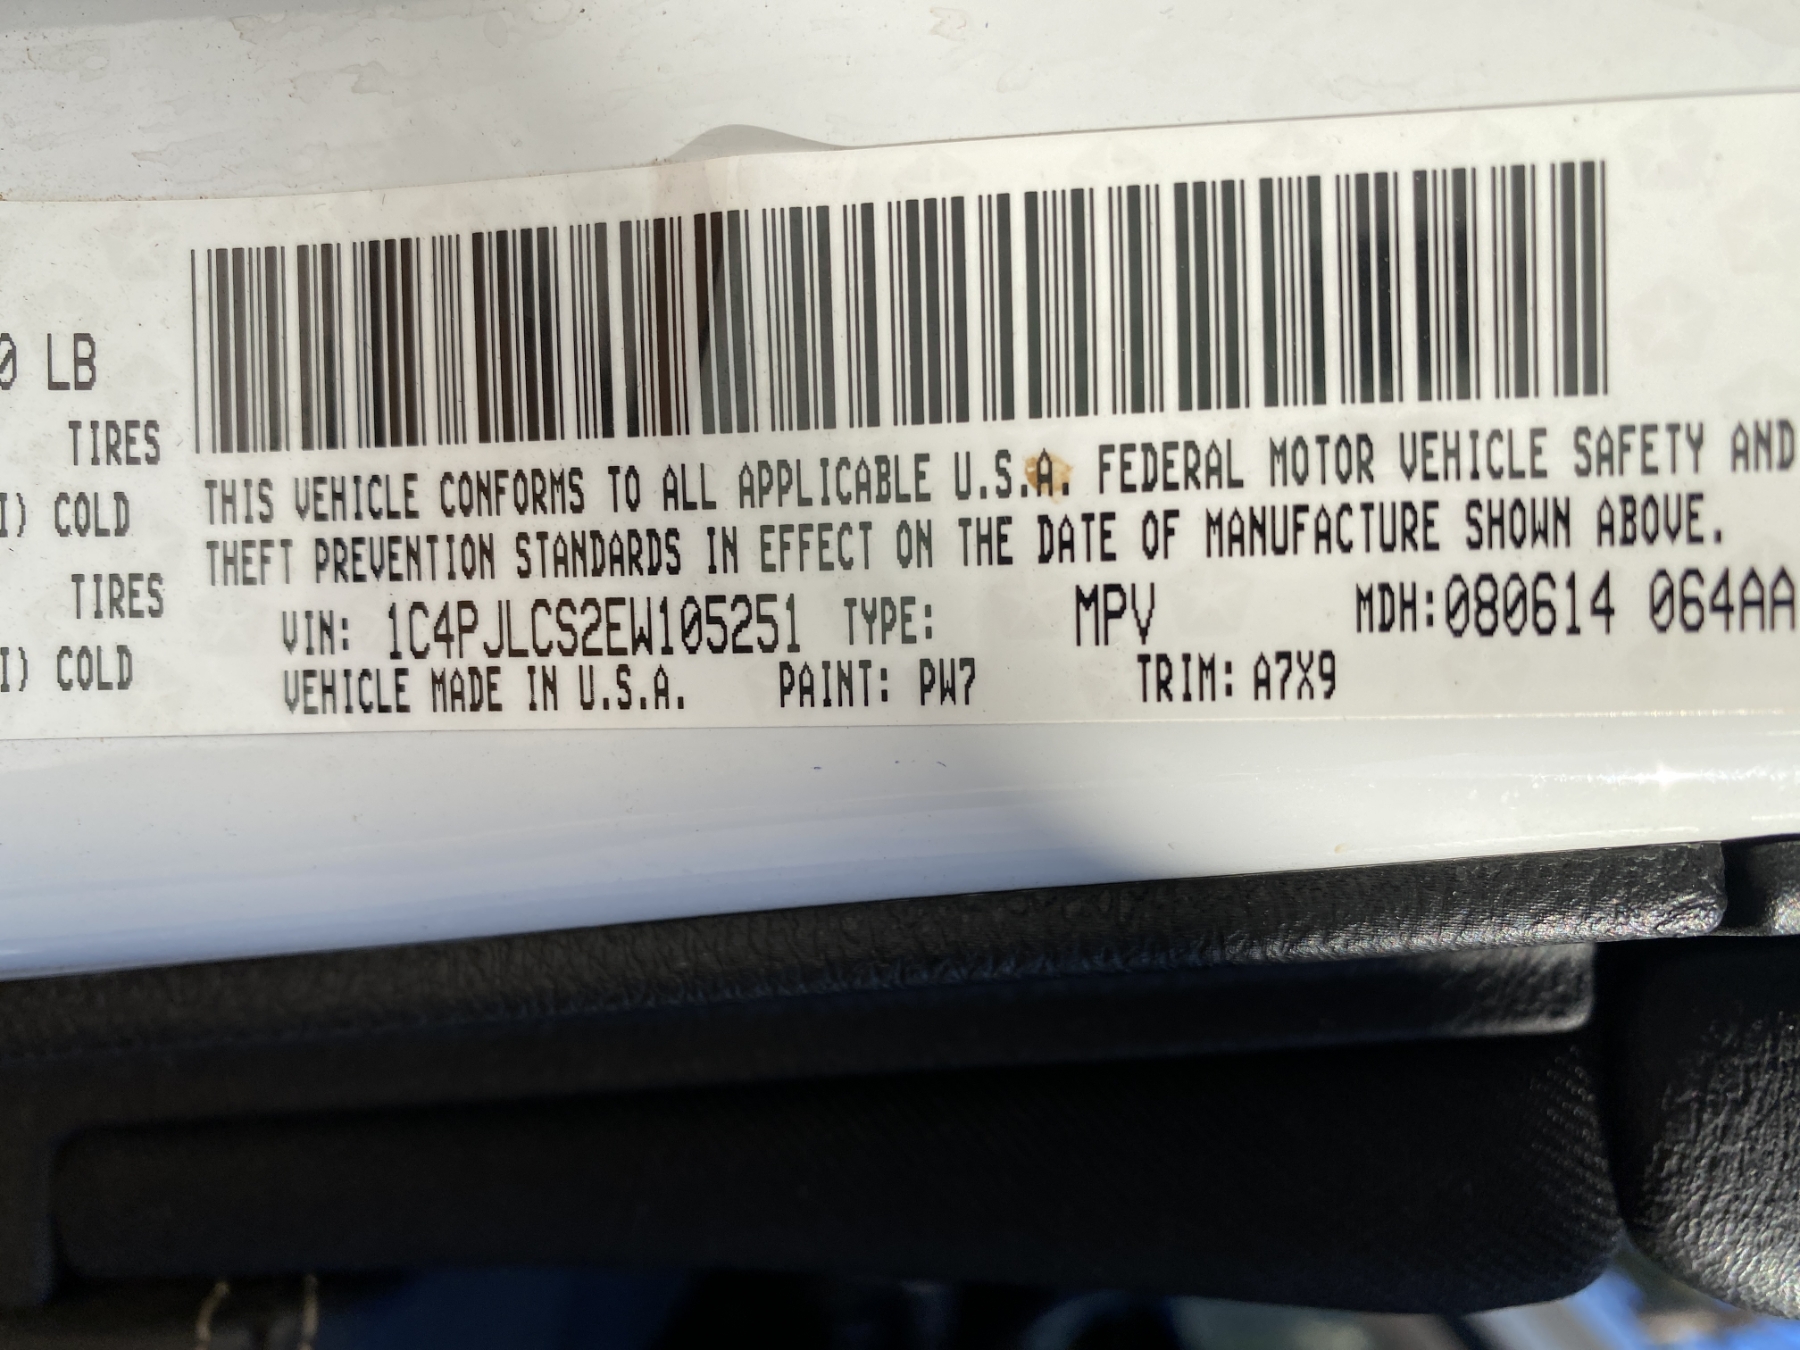 0 LB
TIRES
I) COLD
TIRES
I) COLD
THIS VEHICLE CONFORMS TO ALL APPLICABLE U.S.A. FEDERAL MOTOR VEHICLE SAFETY AND
THEFT PREVENTION STANDARDS IN EFFECT ON THE DATE OF MANUFACTURE SHOWN ABOVE.
VIN: 1C4PJLCS2EW105251 TYPE: MPV MDH:080614 064AA
VEHICLE MADE IN U.S.A. PAINT: PW7 TRIM: A7X9